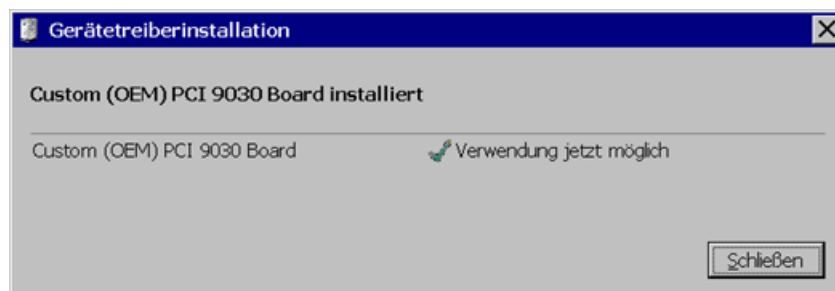 Gerätetreiberinstallation
Custom (OEM) PCI 9030 Board installiert
Custom (OEM) PCI 9030 Board Verwendung jetzt möglich
Schließen